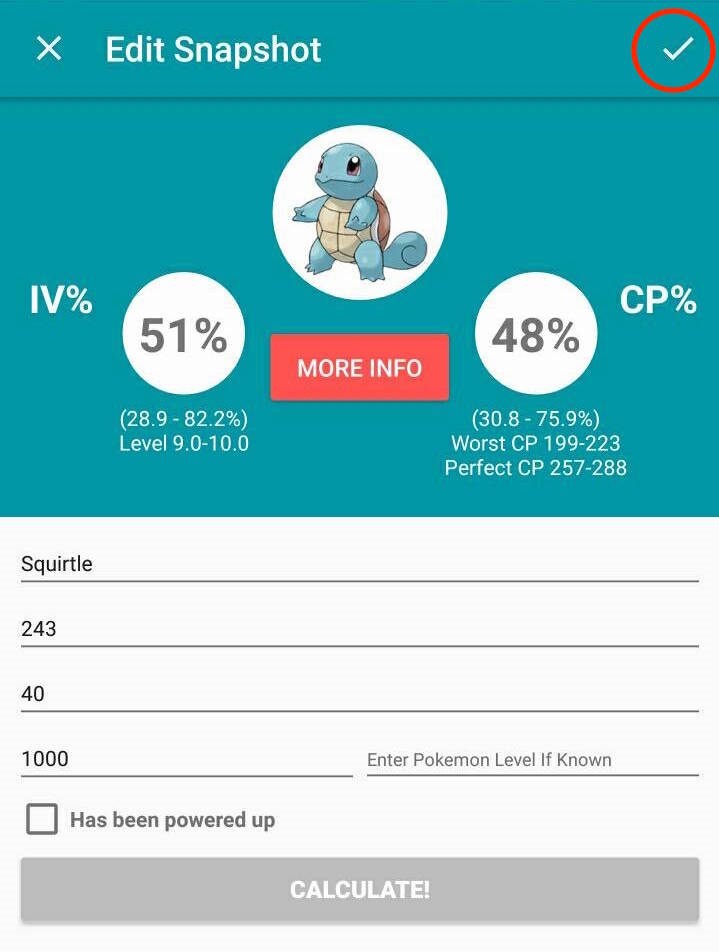 Edit Snapshot
IV%
CP%
51%
48%
MORE INFO
(28.9 - 82.2%)
Level 9.0-10.0
(30.8 - 75.9%)
Worst CP 199-223
Perfect CP 257-288
Squirtle
243
40
1000
Enter Pokemon Level If Known
Has been powered up
CALCULATE!